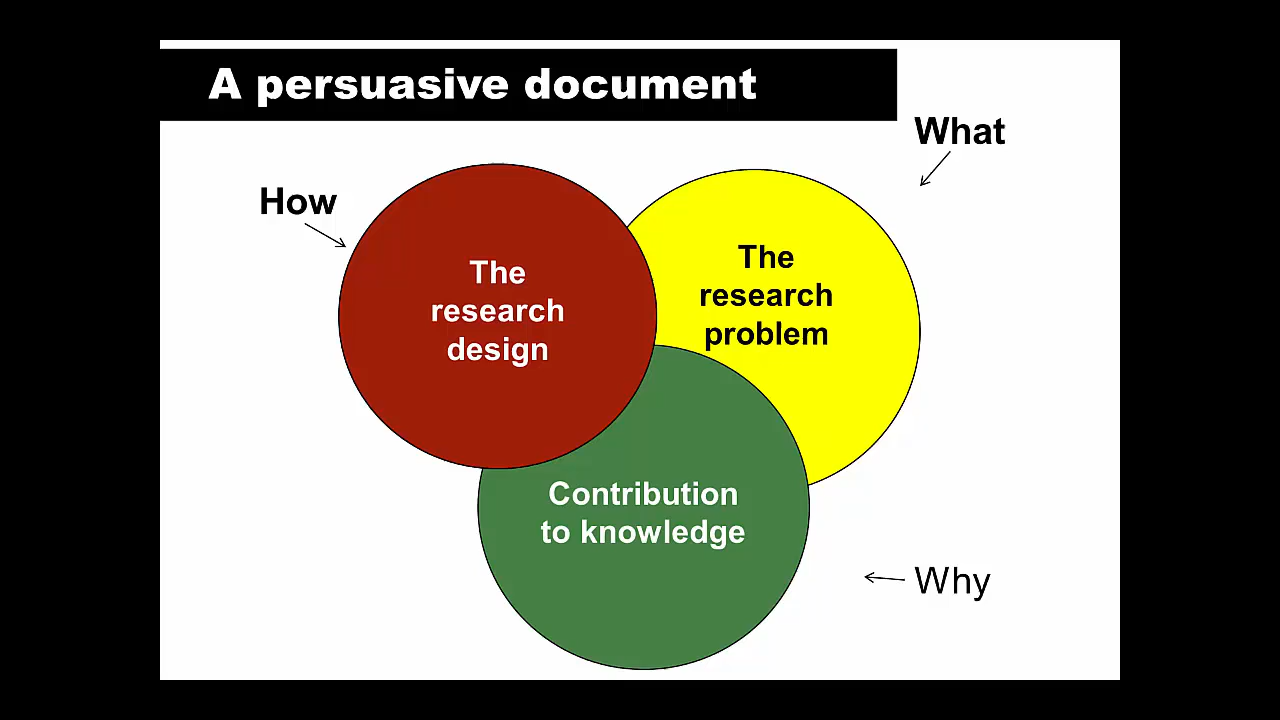 A persuasive document
What
How
The
research
design
The
research
problem
Contribution
to knowledge
Why